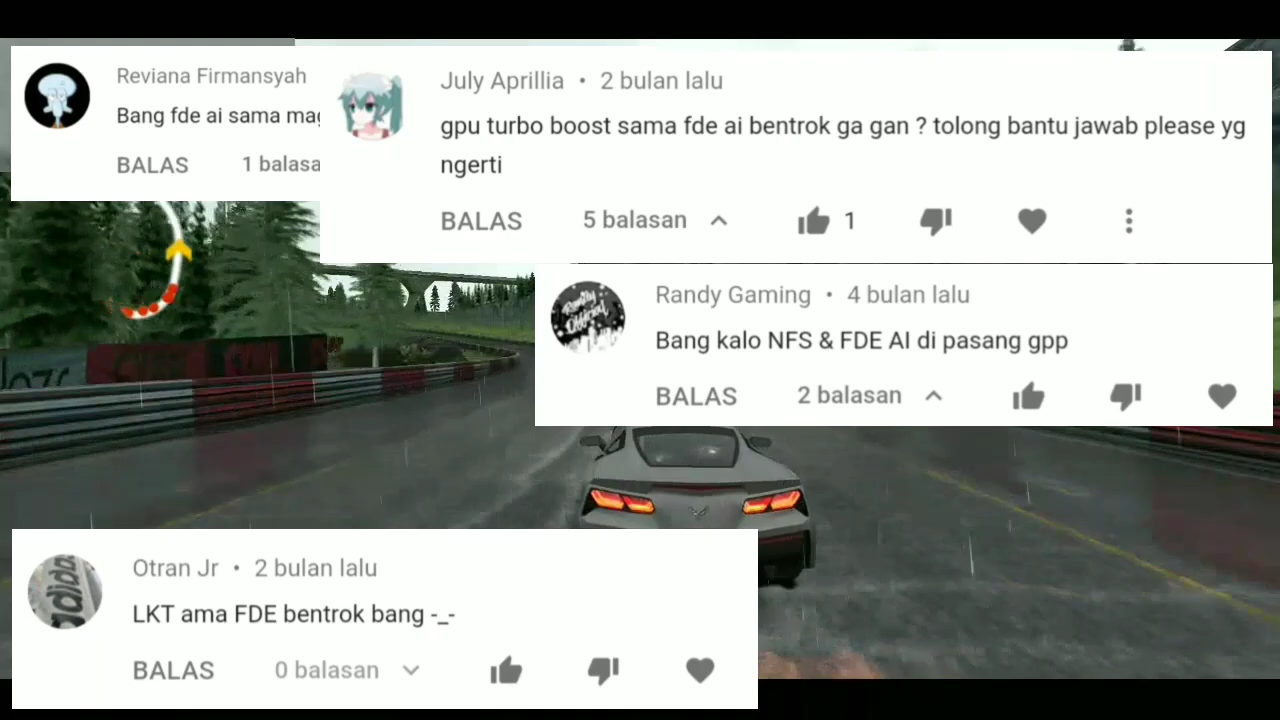 Reviana Firmansyah
Bang fde ai sama
BALAS 1
July Aprillia • 2 bulan lalu
gpu turbo boost sama fde ai bentrok ga gan ? tolong bantu jawab please yg
ngerti
BALAS 5 balasan 1
Randy Gaming • 4 bulan lalu
Bang kalo NFS & FDE AI di pasang gpp
BALAS 2 balasan
Otran Jr • 2 bulan lalu
LKT ama FDE bentrok bang -_-
BALAS 0 balasan
adidas